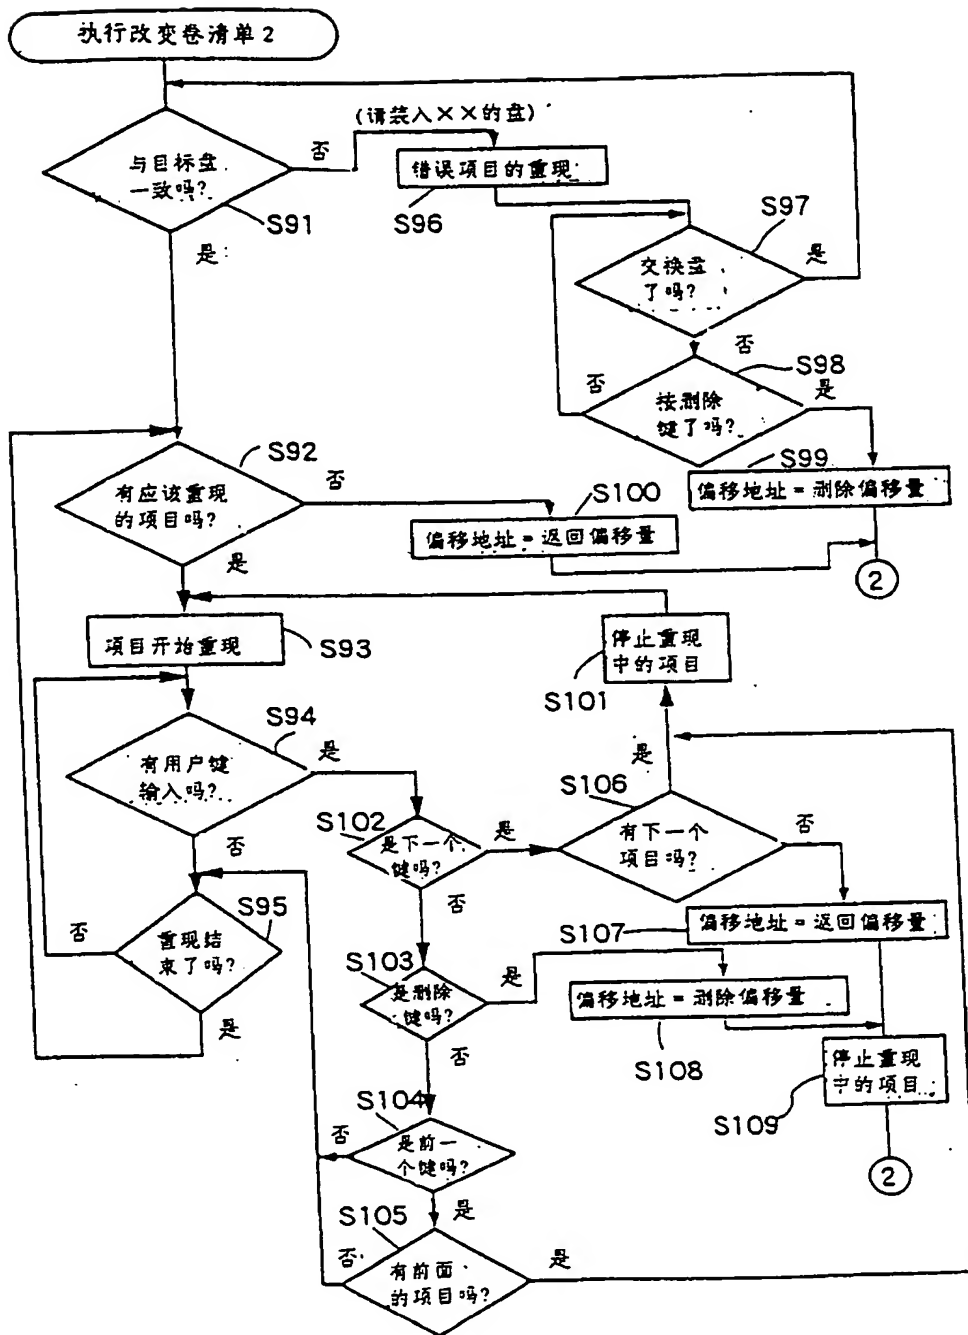 执行改变卷清单2
(请装入××的盘)
与目标盘
一致吗?
否
S91
是
错误项目的重现
S96
S97
交换盘
了吗?
是
否
S98
按删除
键了吗?
否
是
S99
偏移地址=删除偏移量
2
S92
有应该重现
的项目吗?
否
是
S100
偏移地址=返回偏移量
项目开始重现
S93
停止重现
中的项目
S101
S94
有用户键
输入吗?
是
否
是
S106
有下一个
项目吗?
否
S102
是下一个
键吗?
是
否
S95
重现结
束了吗?
否
是
S107
偏移地址=返回偏移量
S103
是删除
键吗?
是
否
偏移地址=删除偏移量
S108
停止重现
中的项目
S109
2
S104
是前一
个键吗?
否
是
S105
有前面
的项目吗?
否
是